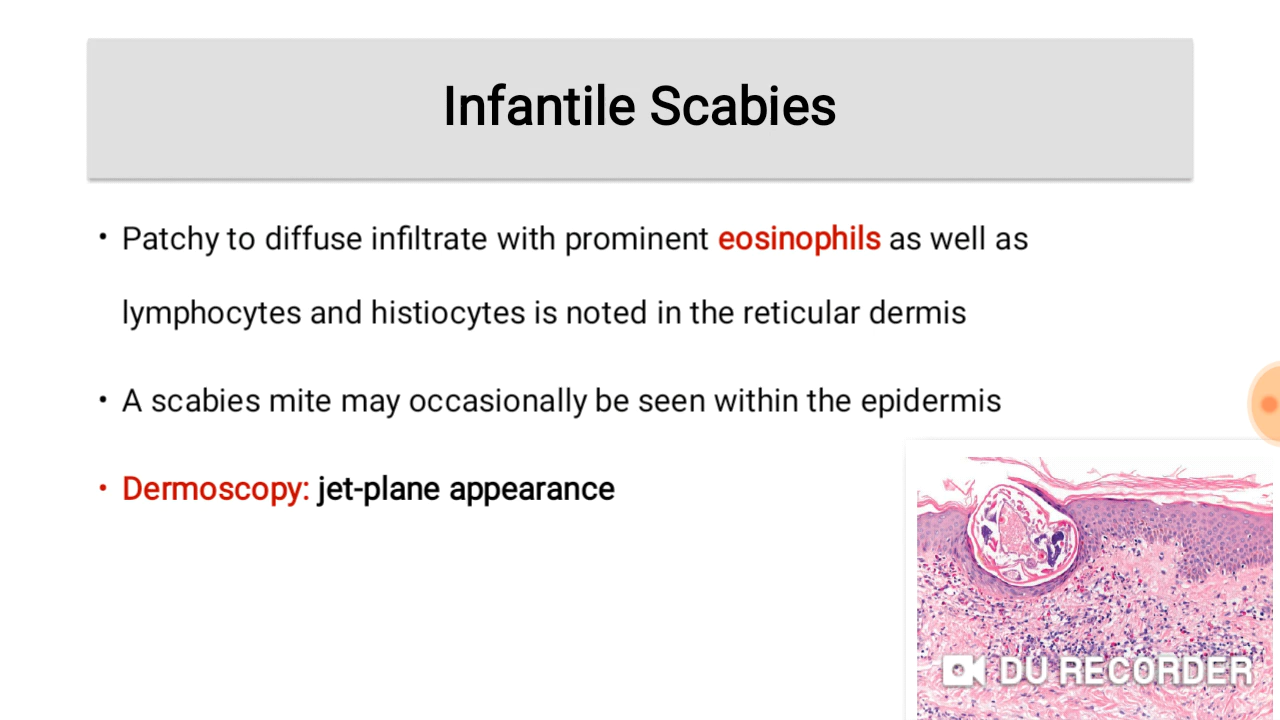 Infantile Scabies
• Patchy to diffuse infiltrate with prominent eosinophils as well as
lymphocytes and histiocytes is noted in the reticular dermis
• A scabies mite may occasionally be seen within the epidermis
• Dermoscopy: jet-plane appearance
DU RECORDER